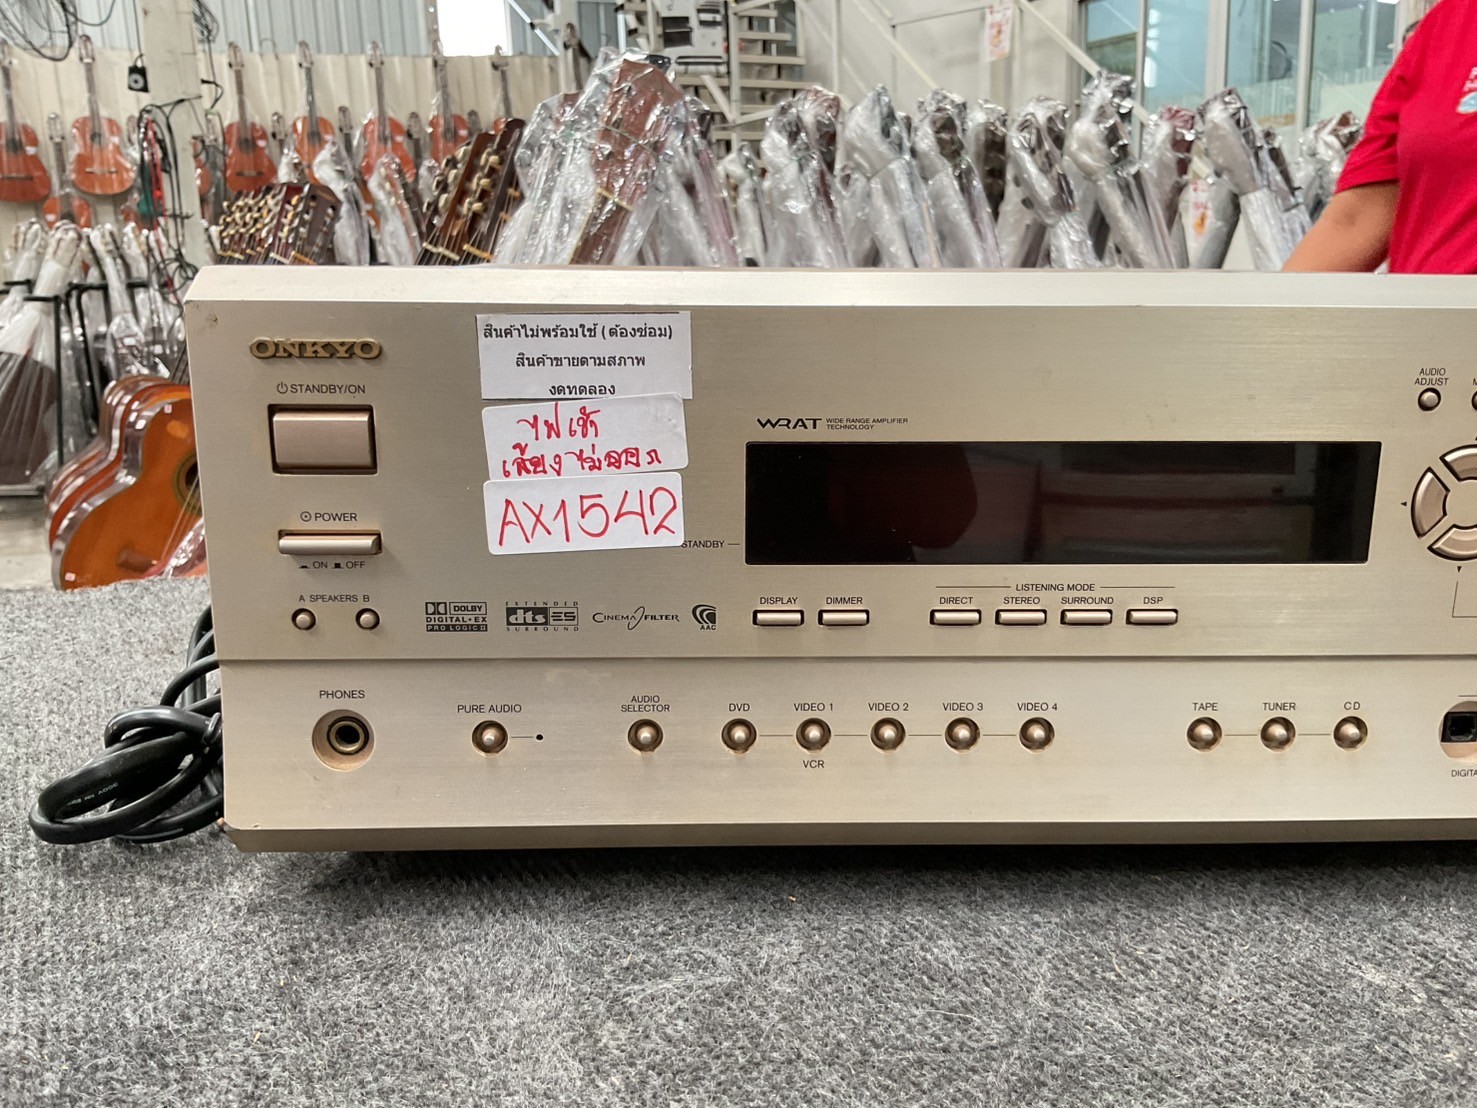 ONKYO
STANDBY/ON
POWER
ON OFF
A SPEAKERS B
สินค้าไม่พร้อมใช้ (ต้องซ่อม)
สินค้าขายตามสภาพ
งดทดลอง
ไฟเข้า
เสียงไม่ออก
AX1542
WRAT WIDE RANGE AMPLIFIER
TECHNOLOGY
STANDBY
AUDIO
ADJUST
DOLBY
DIGITAL•EX
PRO LOGIC II
EXTENDED
dts ES
SURROUND
CINEMA FILTER
AAC
LISTENING MODE
DISPLAY DIMMER DIRECT STEREO SURROUND DSP
PHONES
PURE AUDIO
AUDIO
SELECTOR
DVD VIDEO 1 VIDEO 2 VIDEO 3 VIDEO 4
VCR
TAPE TUNER CD
DIGITA